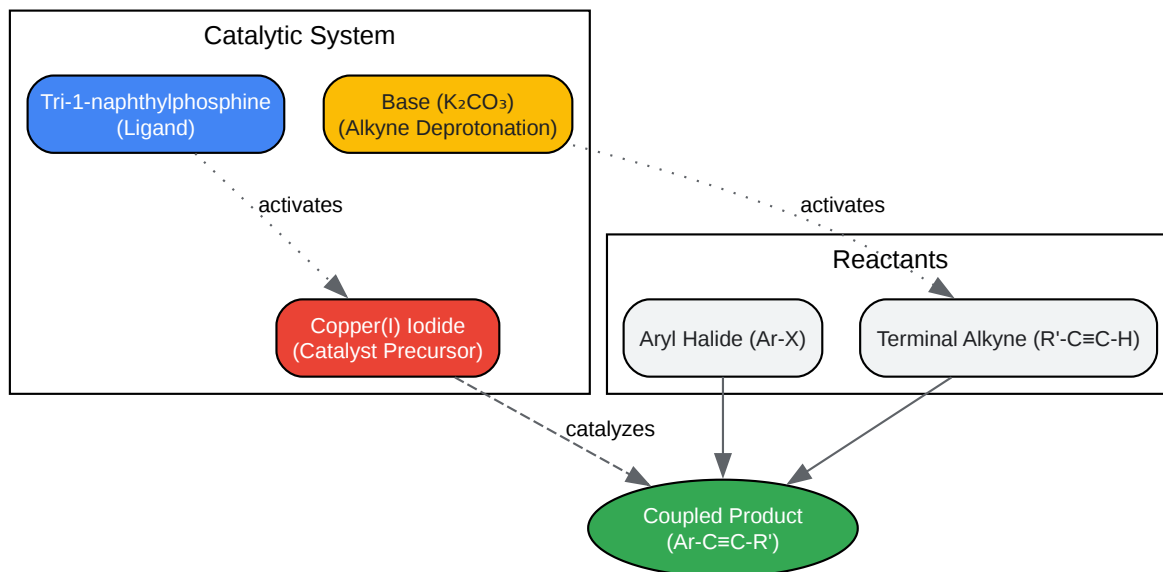 Catalytic System
Tri-1-naphthylphosphine
(Ligand)
Base (K₂CO₃)
(Alkyne Deprotonation)
activates
activates
Reactants
Copper(I) Iodide
(Catalyst Precursor)
Aryl Halide (Ar-X)
Terminal Alkyne (R'-C≡C-H)
catalyzes
Coupled Product
(Ar-C≡C-R')